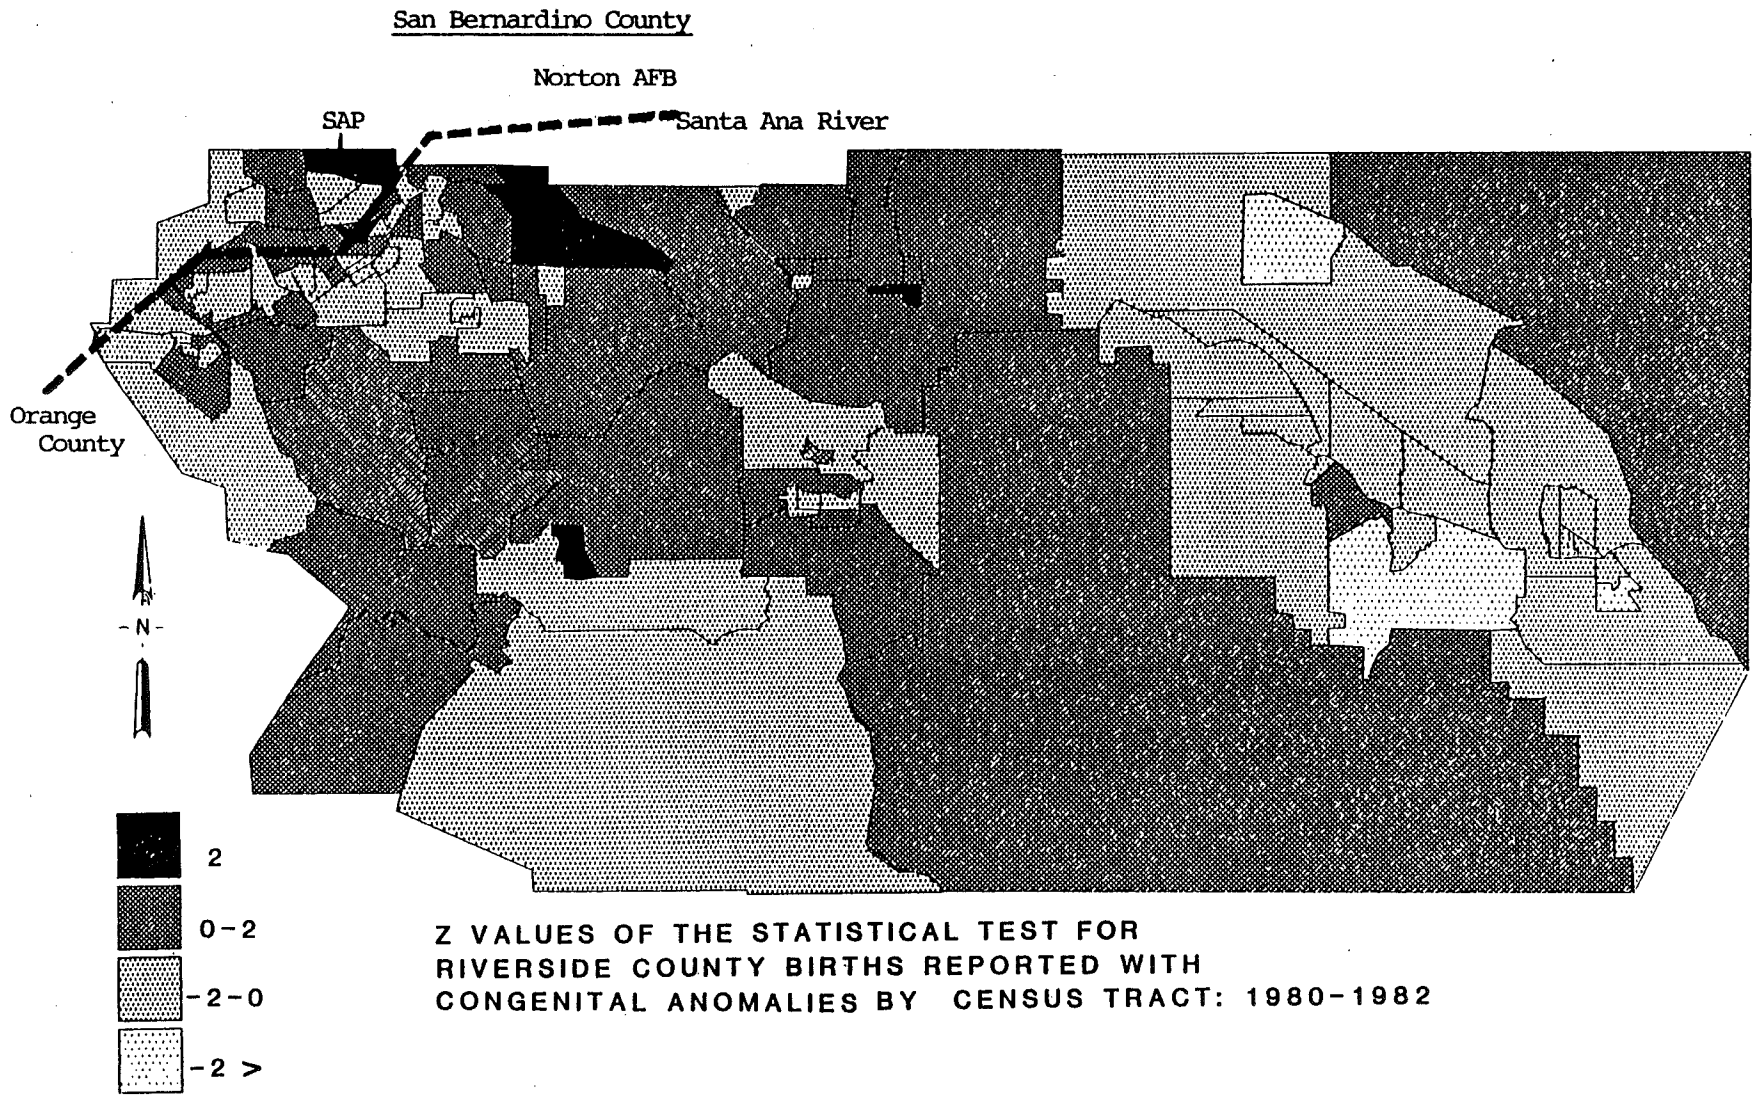 San Bernardino County
Norton AFB
SAP
Santa Ana River
Orange
County
-N-
2
0-2
-2-0
-2 >
Z VALUES OF THE STATISTICAL TEST FOR
RIVERSIDE COUNTY BIRTHS REPORTED WITH
CONGENITAL ANOMALIES BY CENSUS TRACT: 1980-1982